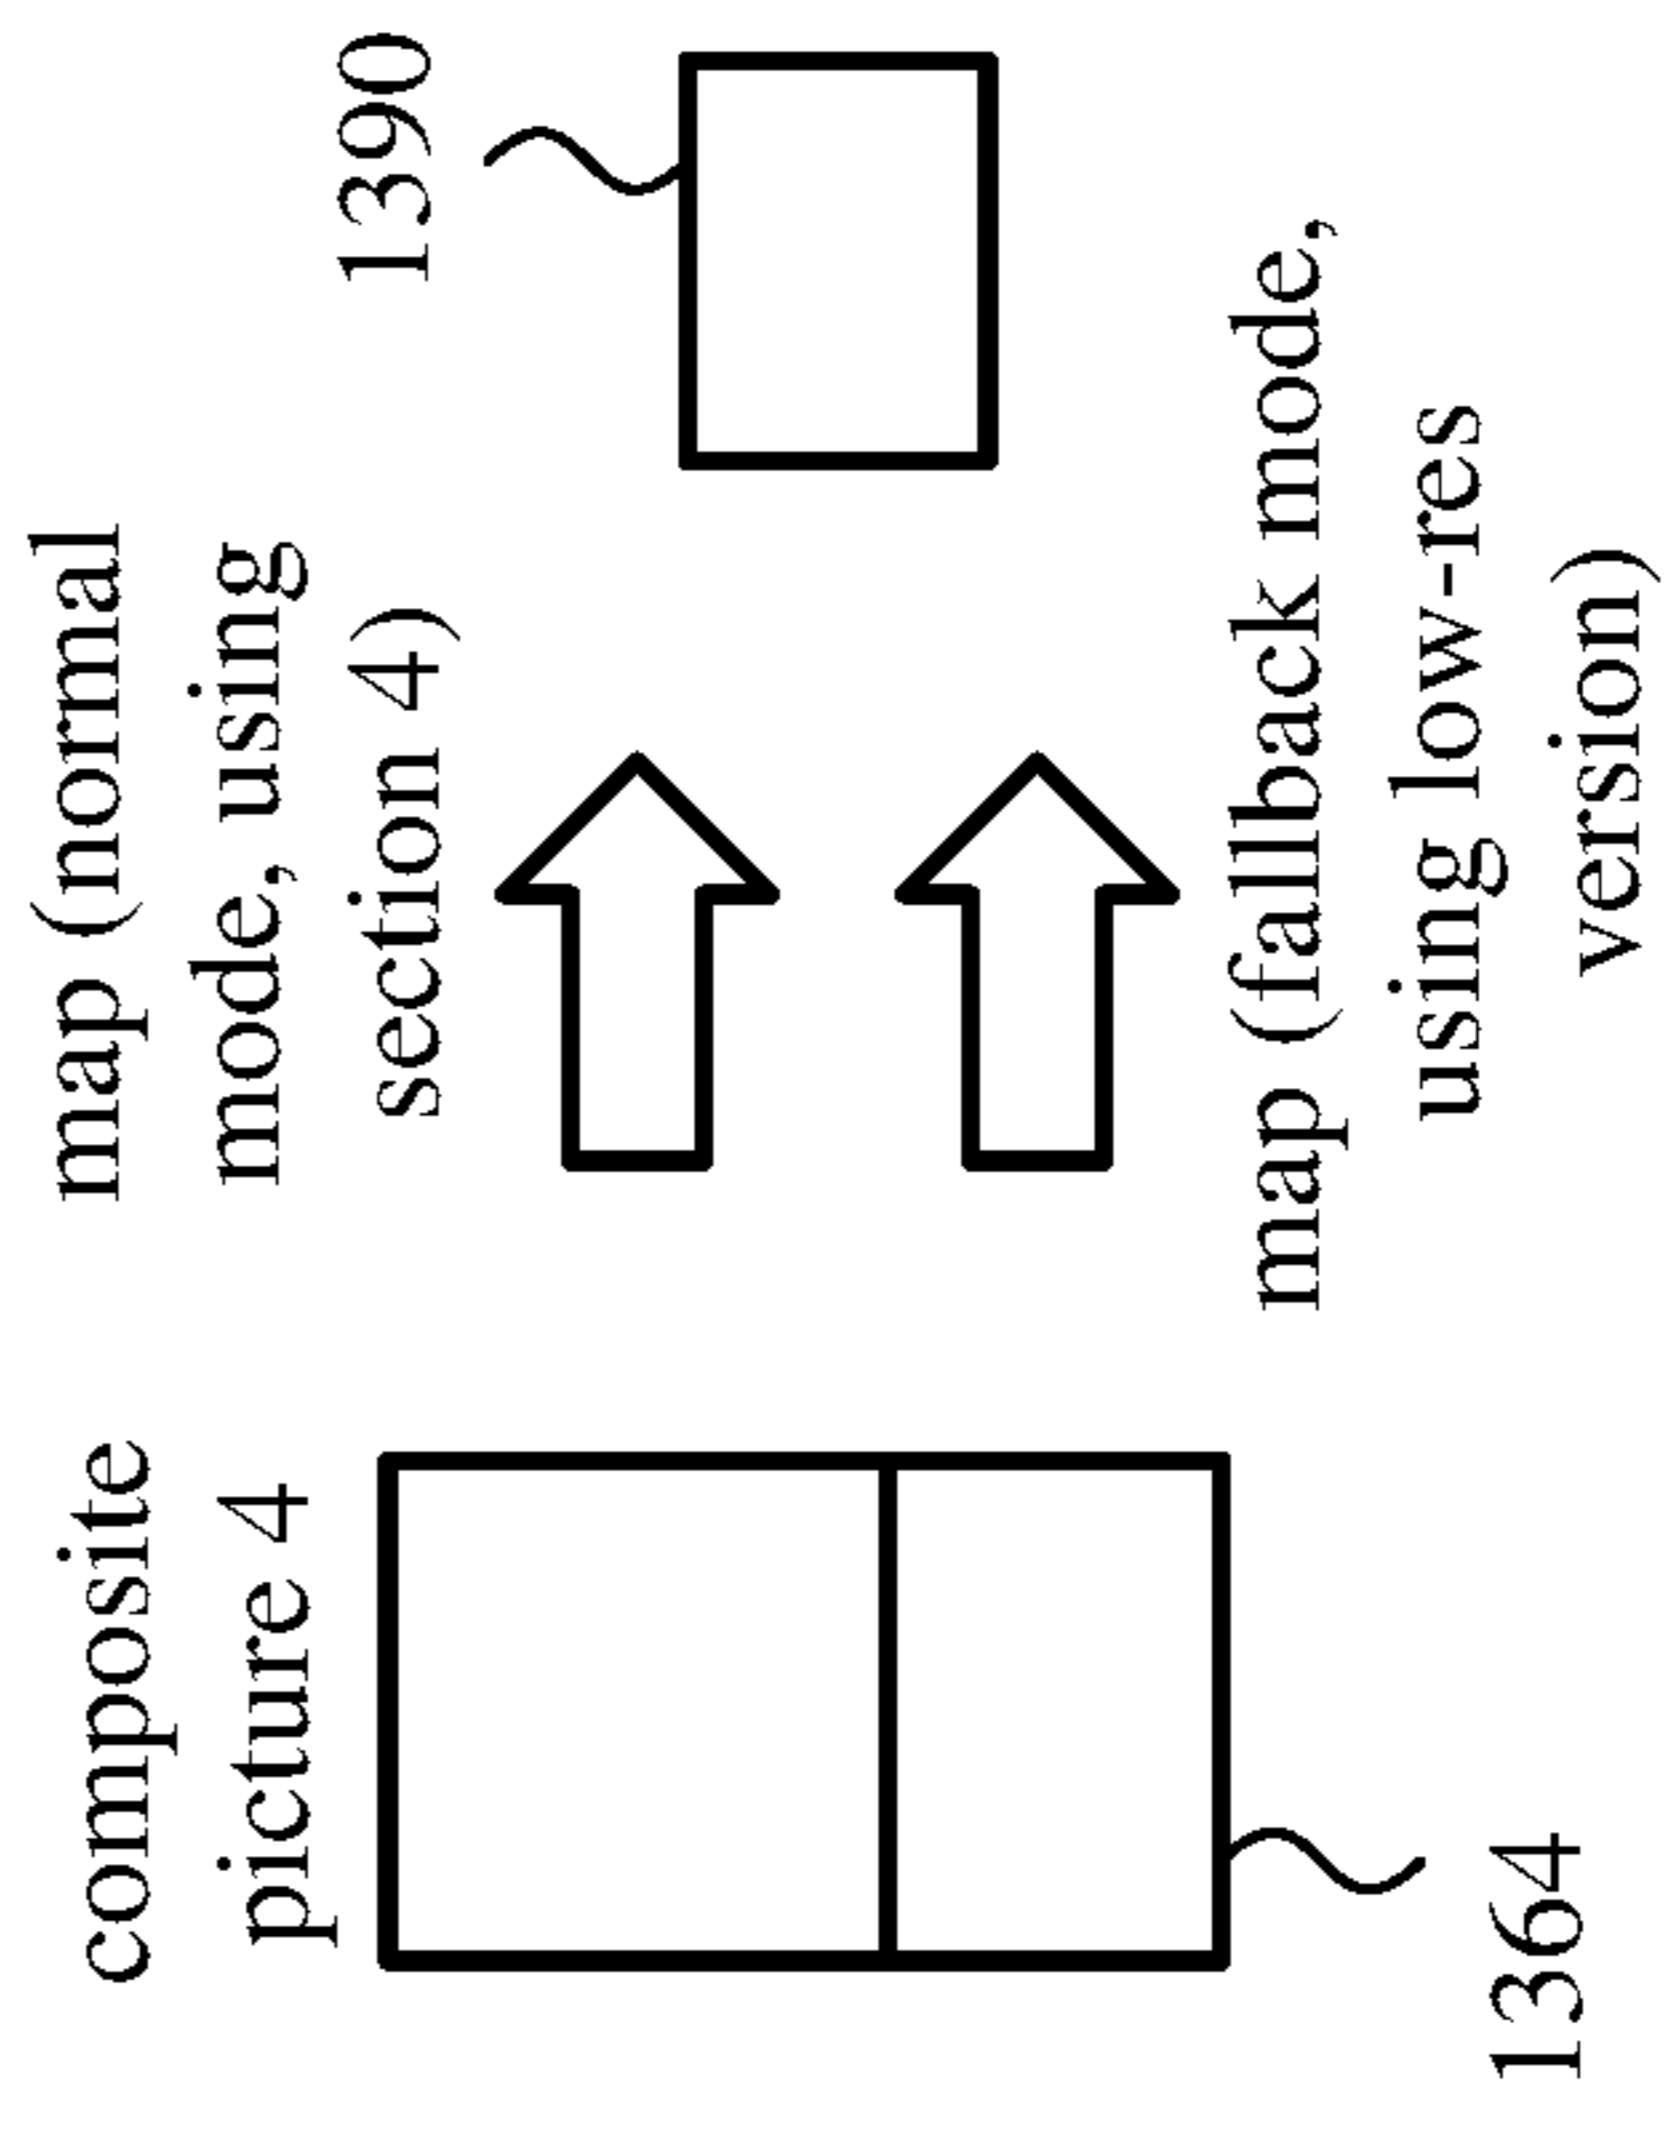 composite
picture 4
1364
map (normal
mode, using
section 4)
map (fallback mode,
using low-res
version)
1390